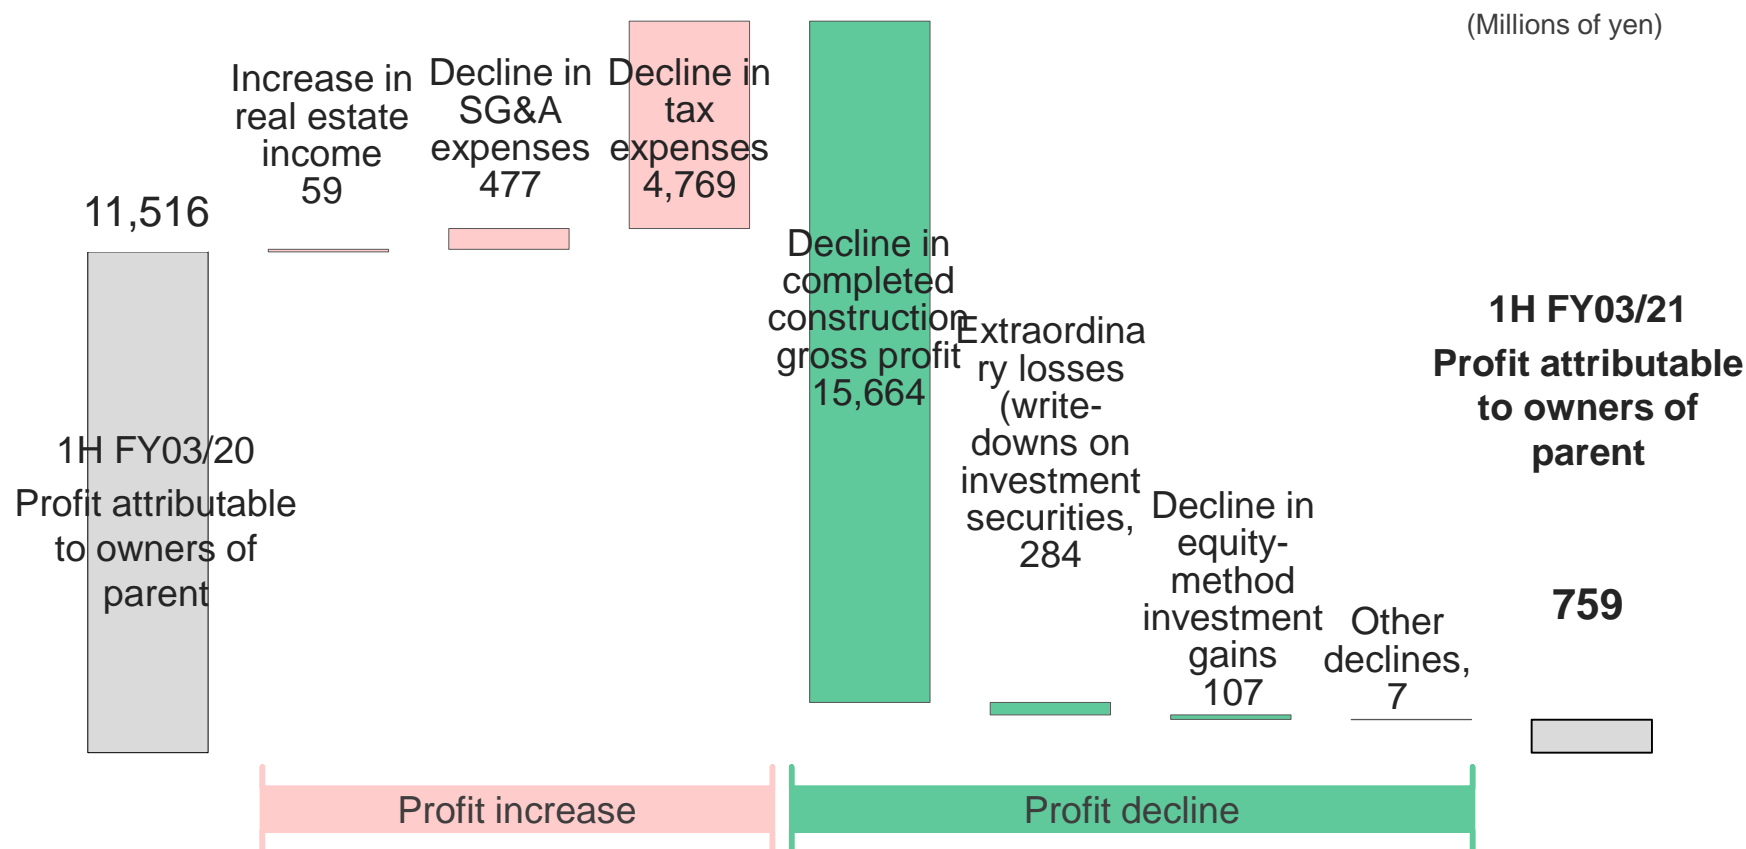 (Millions of yen)
11,516
1H FY03/20
Profit attributable
to owners of
parent
Increase in
real estate
income
59
Decline in
SG&A
expenses
477
Decline in
tax
expenses
4,769
Decline in
completed
construction
gross profit
15,664
Extraordina
ry losses
(write-
downs on
investment
securities,
284
Decline in
equity-
method
investment
gains
107
Other
declines,
7
1H FY03/21
Profit attributable
to owners of
parent
759
Profit increase
Profit decline